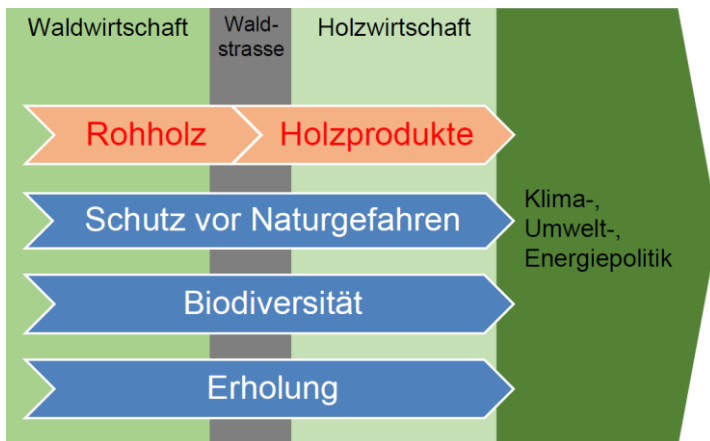 Waldwirtschaft
Wald-
strasse
Holzwirtschaft
Rohholz
Holzprodukte
Schutz vor Naturgefahren
Biodiversität
Erholung
Klima-,
Umwelt-,
Energiepolitik